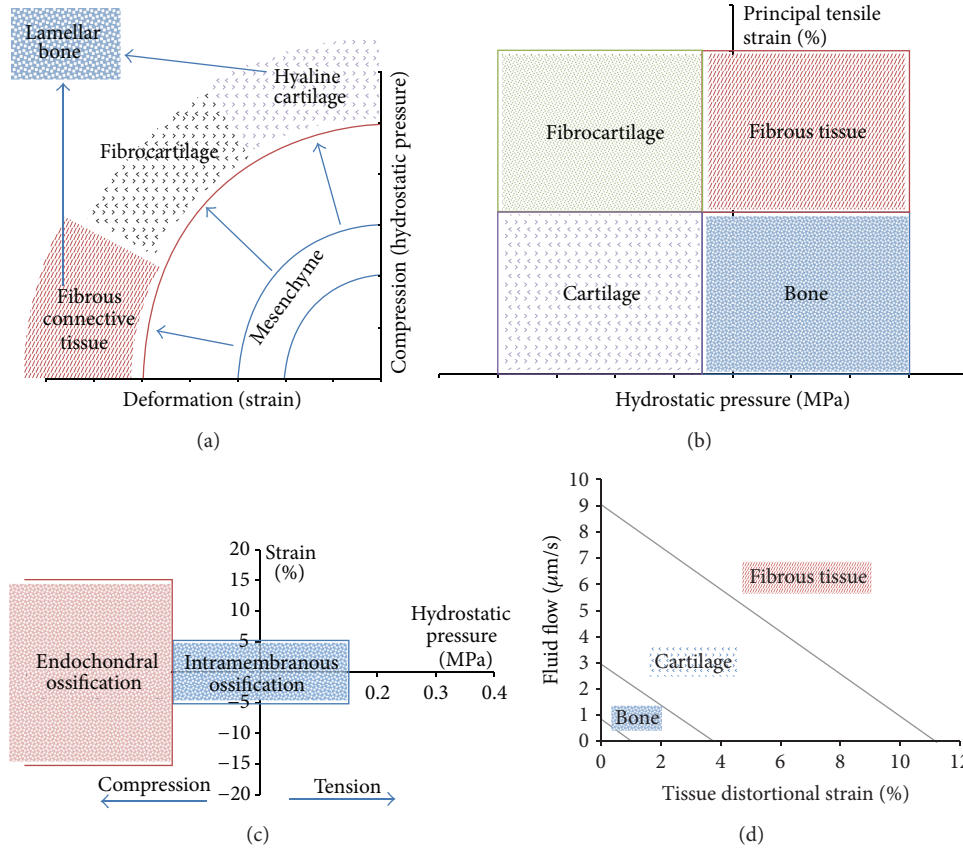 Lamellar
bone
Hyaline
cartilage
Fibrocartilage
Fibrous
connective
tissue
Mesenchyme
Compression (hydrostatic pressure)
Deformation (strain)
(a)
Principal tensile
strain (%)
Fibrocartilage
Fibrous tissue
Cartilage
Bone
Hydrostatic pressure (MPa)
(b)
20
15
10
5
−5
−10
−15
−20
Strain
(%)
Hydrostatic
pressure
(MPa)
0.2
0.3
0.4
Endochondral
ossification
Intramembranous
ossification
Compression
Tension
(c)
10
9
8
7
6
5
4
3
2
1
0
Fluid flow (μm/s)
Fibrous tissue
Cartilage
Bone
0
2
4
6
8
10
12
Tissue distortional strain (%)
(d)